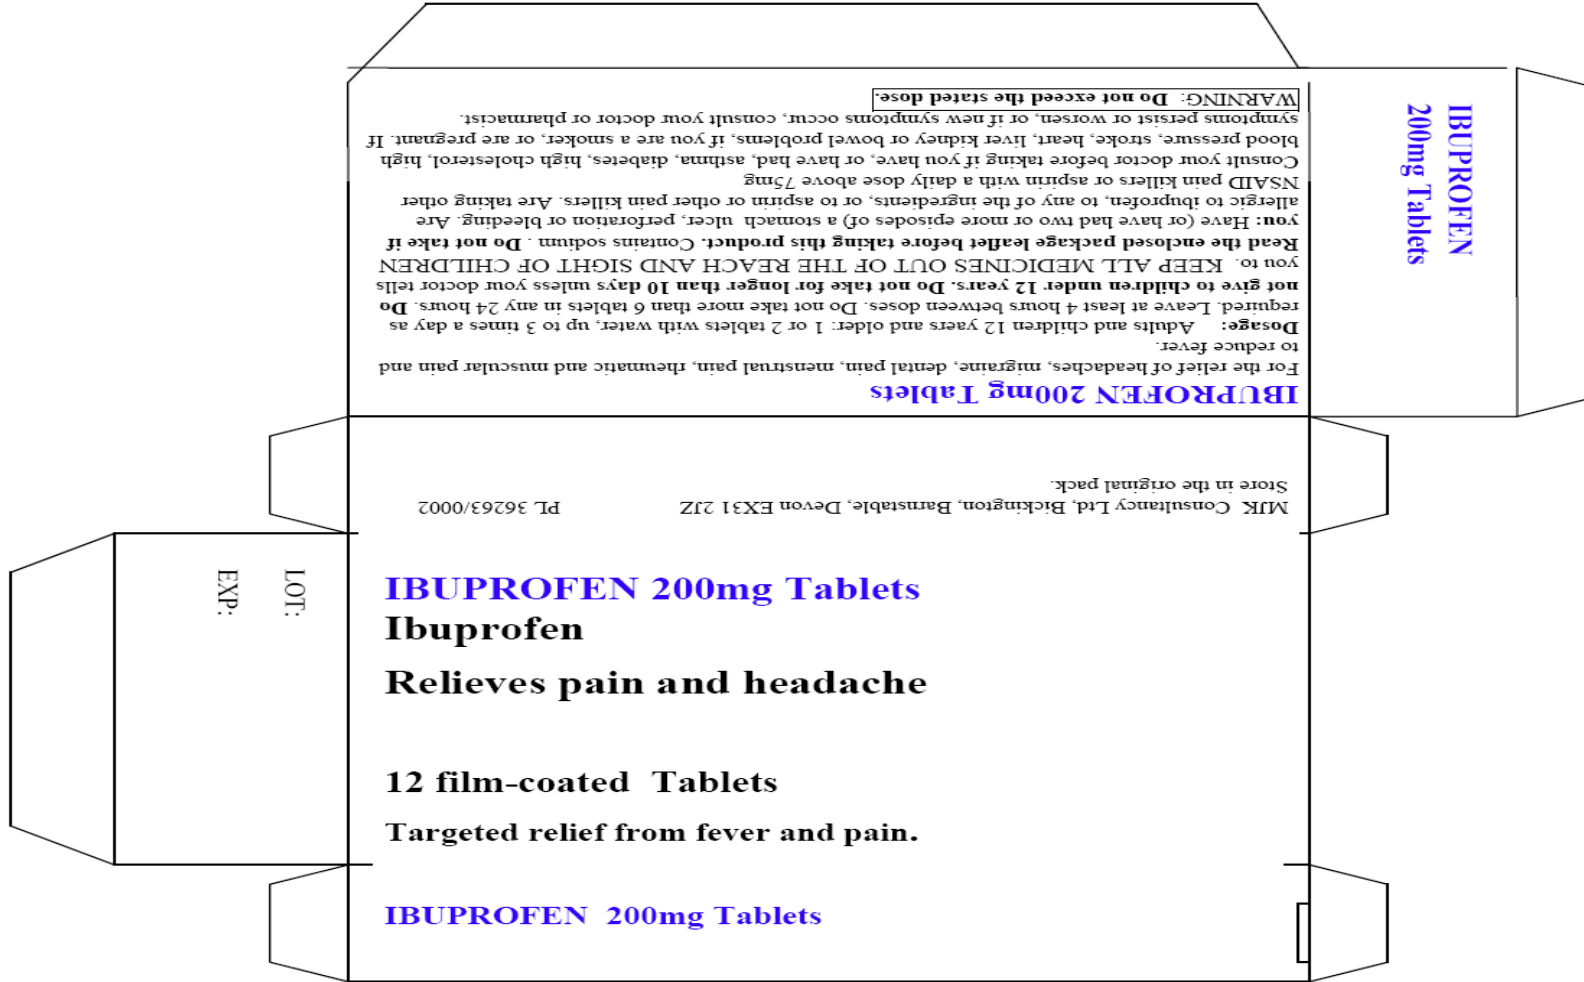 IBUPROFEN 200mg Tablets
For the relief of headaches, migraine, dental pain, menstrual pain, rheumatic and muscular pain and
to reduce fever.
Dosage: Adults and children 12 yaers and older: 1 or 2 tablets with water, up to 3 times a day as
required. Leave at least 4 hours between doses. Do not take more than 6 tablets in any 24 hours. Do
not give to children under 12 years. Do not take for longer than 10 days unless your doctor tells
you to. KEEP ALL MEDICINES OUT OF THE REACH AND SIGHT OF CHILDREN
Read the enclosed package leaflet before taking this product. Contains sodium . Do not take if
you: Have (or have had two or more episodes of) a stomach ulcer, perforation or bleeding. Are
allergic to ibuprofen, to any of the ingredients, or to aspirin or other pain killers. Are taking other
NSAID pain killers or aspirin with a daily dose above 75mg
Consult your doctor before taking if you have, or have had, asthma, diabetes, high cholesterol, high
blood pressure, stroke, heart, liver kidney or bowel problems, if you are a smoker, or are pregnant. If
symptoms persist or worsen, or if new symptoms occur, consult your doctor or pharmacist.
WARNING: Do not exceed the stated dose.
IBUPROFEN
200mg Tablets
MJK Consultancy Ltd, Bickington, Barnstable, Devon EX31 2JZ PL 36263/0002
Store in the original pack.
LOT:
EXP:
IBUPROFEN 200mg Tablets
Ibuprofen
Relieves pain and headache
12 film-coated Tablets
Targeted relief from fever and pain.
IBUPROFEN 200mg Tablets